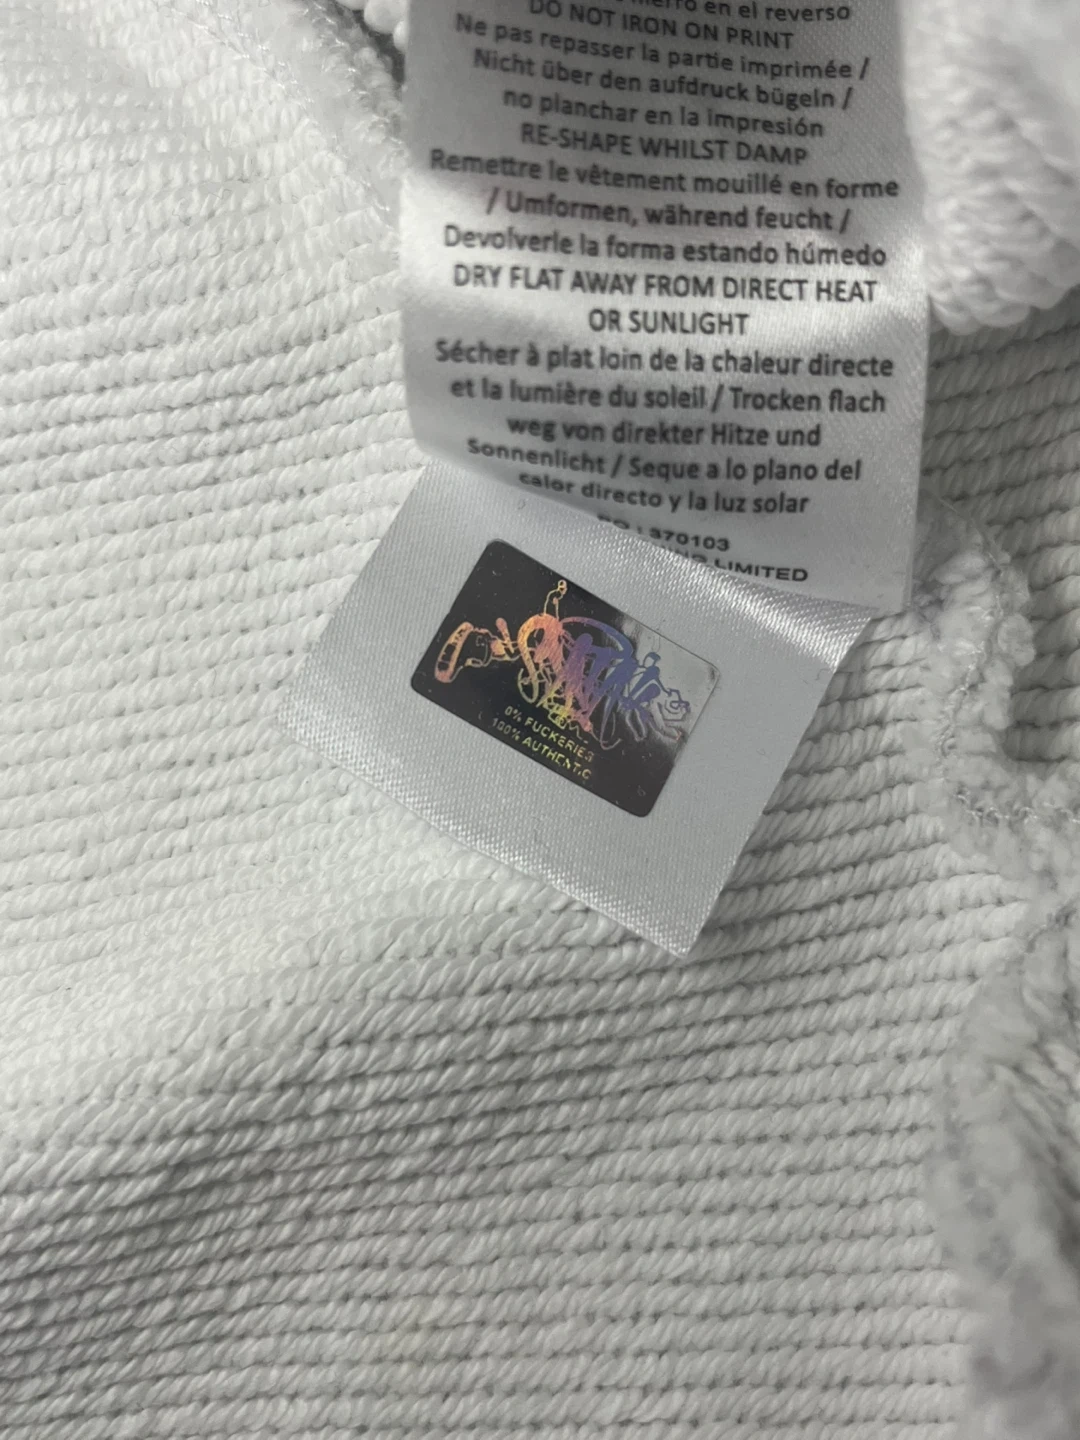 en el reverso
DO NOT IRON ON PRINT
Ne pas repasser la partie imprimée /
Nicht über den aufdruck bügeln /
no planchar en la impresión
RE-SHAPE WHILST DAMP
Remettre le vêtement mouillé en forme
/ Umformen, während feucht /
Devolverle la forma estando húmedo
DRY FLAT AWAY FROM DIRECT HEAT
OR SUNLIGHT
Sécher à plat loin de la chaleur directe
et la lumière du soleil / Trocken flach
weg von direkter Hitze und
Sonnenlicht / Seque a lo plano del
calor directo y la luz solar
370103
LIMITED
0% FUCKERIES
100% AUTHENTIC